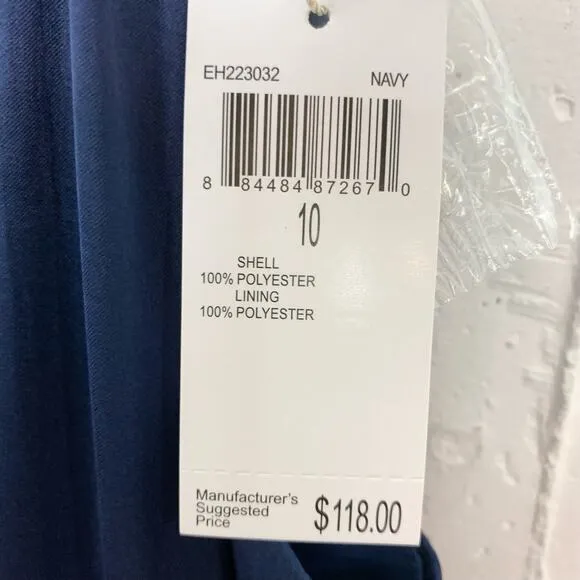 EH223032 NAVY
8 84484 87267 0
10
SHELL
100% POLYESTER
LINING
100% POLYESTER
Manufacturer's
Suggested
Price
$118.00